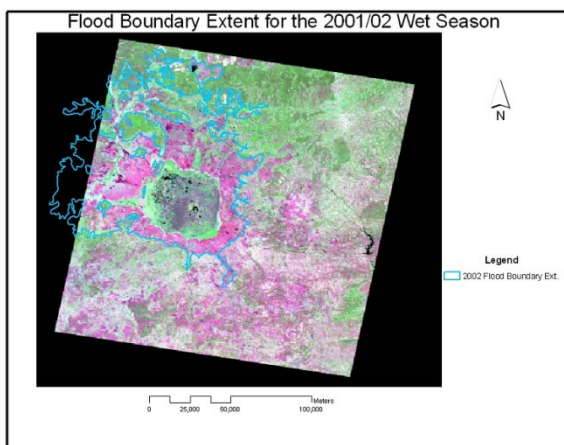 Flood Boundary Extent for the 2001/02 Wet Season
N
Legend
2002 Flood Boundary Ext.
Meters
0 25,000 50,000 100,000